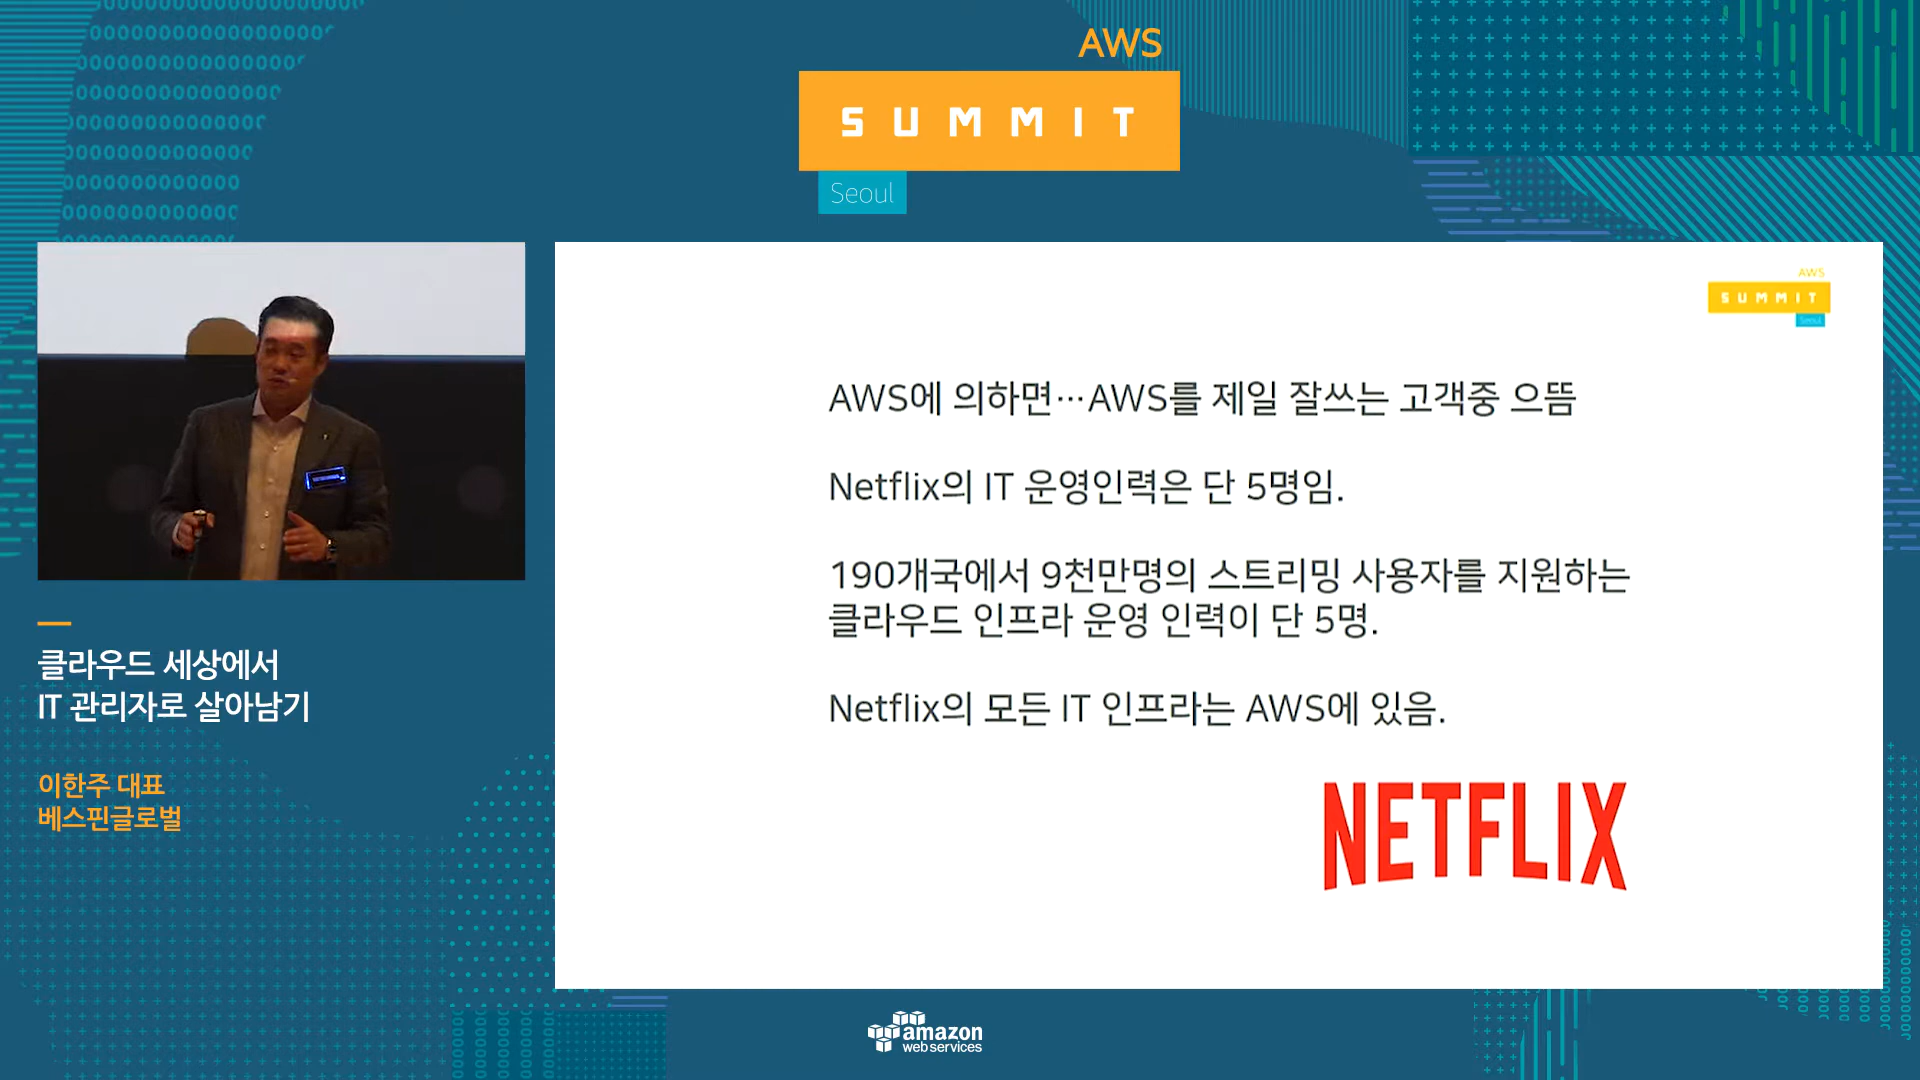 AWS
SUMMIT
Seoul
AWS
SUMMIT
Seoul
AWS에 의하면…AWS를 제일 잘쓰는 고객중 으뜸
Netflix의 IT 운영인력은 단 5명임.
190개국에서 9천만명의 스트리밍 사용자를 지원하는
클라우드 인프라 운영 인력이 단 5명.
Netflix의 모든 IT 인프라는 AWS에 있음.
NETFLIX
클라우드 세상에서
IT 관리자로 살아남기
이한주 대표
베스핀글로벌
amazon
web services